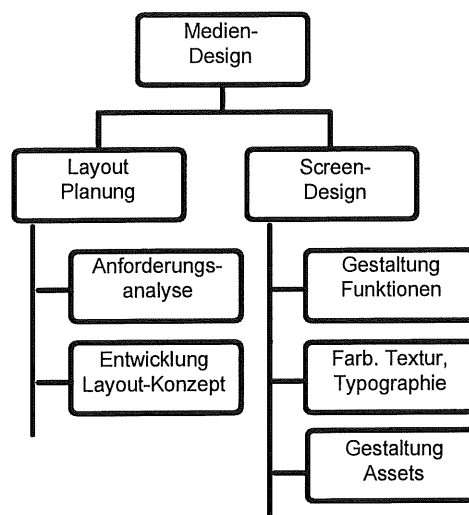 Medien-
Design
Layout
Planung
Screen-
Design
Anforderungs-
analyse
Entwicklung
Layout-Konzept
Gestaltung
Funktionen
Farb. Textur,
Typographie
Gestaltung
Assets